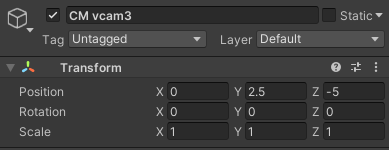 CM vcam3 Static
Tag Untagged Layer Default
Transform
Position X 0 Y 2.5 Z -5
Rotation X 0 Y 0 Z 0
Scale X 1 Y 1 Z 1